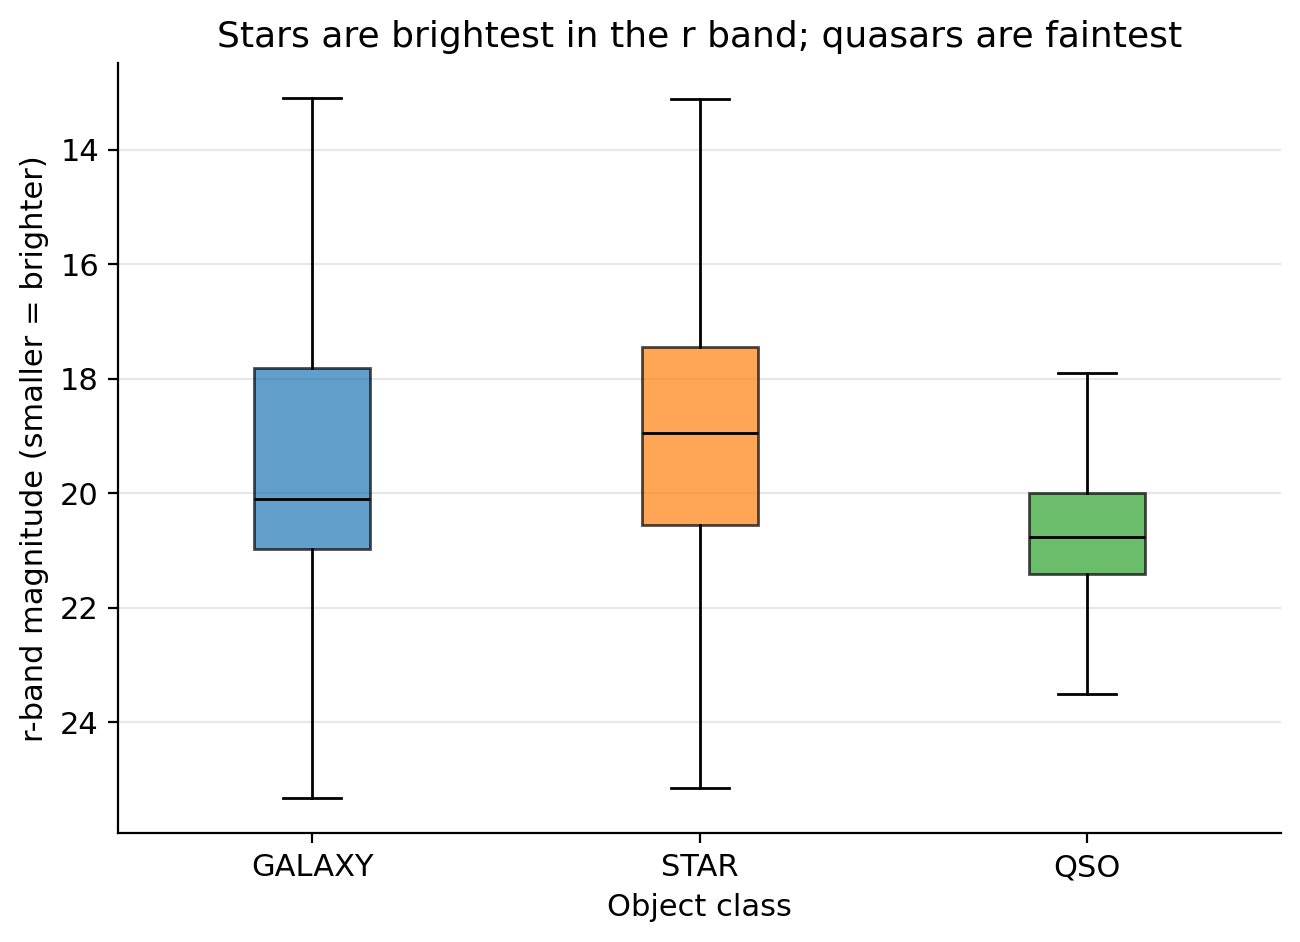 Stars are brightest in the r band; quasars are faintest
r-band magnitude (smaller = brighter)
14
16
18
20
22
24
GALAXY STAR QSO
Object class